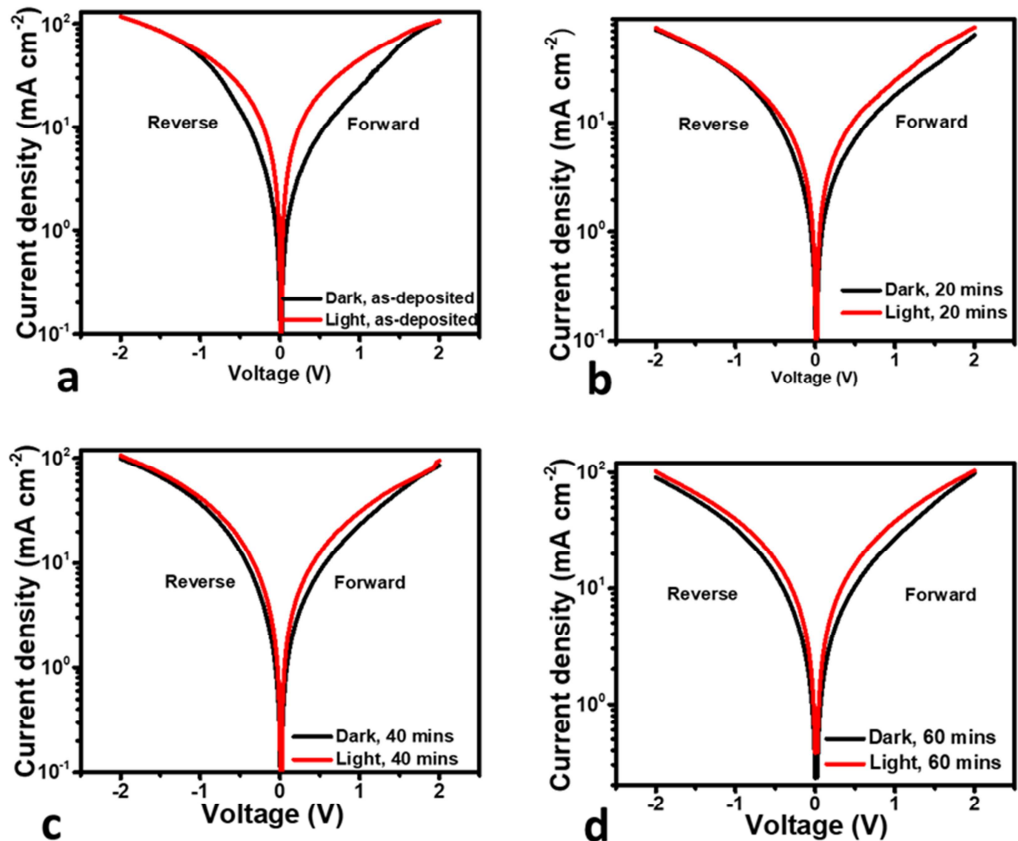 Current density (mA cm-2)
10²
10¹
10⁰
10⁻¹
Reverse
Forward
Dark, as-deposited
Light, as-deposited
-2 -1 0 1 2
Voltage (V)
a
Current density (mA cm-2)
10¹
10⁰
10⁻¹
Reverse
Forward
Dark, 20 mins
Light, 20 mins
-2 -1 0 1 2
Voltage (V)
b
Current density (mA cm-2)
10²
10¹
10⁰
10⁻¹
Reverse
Forward
Dark, 40 mins
Light, 40 mins
-2 -1 0 1 2
Voltage (V)
c
Current density (mA cm-2)
10²
10¹
10⁰
Reverse
Forward
Dark, 60 mins
Light, 60 mins
-2 -1 0 1 2
Voltage (V)
d